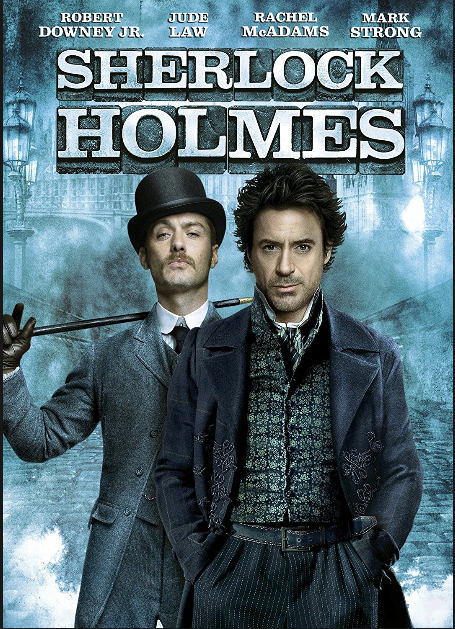 ROBERT DOWNEY JR.
JUDE LAW
RACHEL McADAMS
MARK STRONG
SHERLOCK
HOLMES